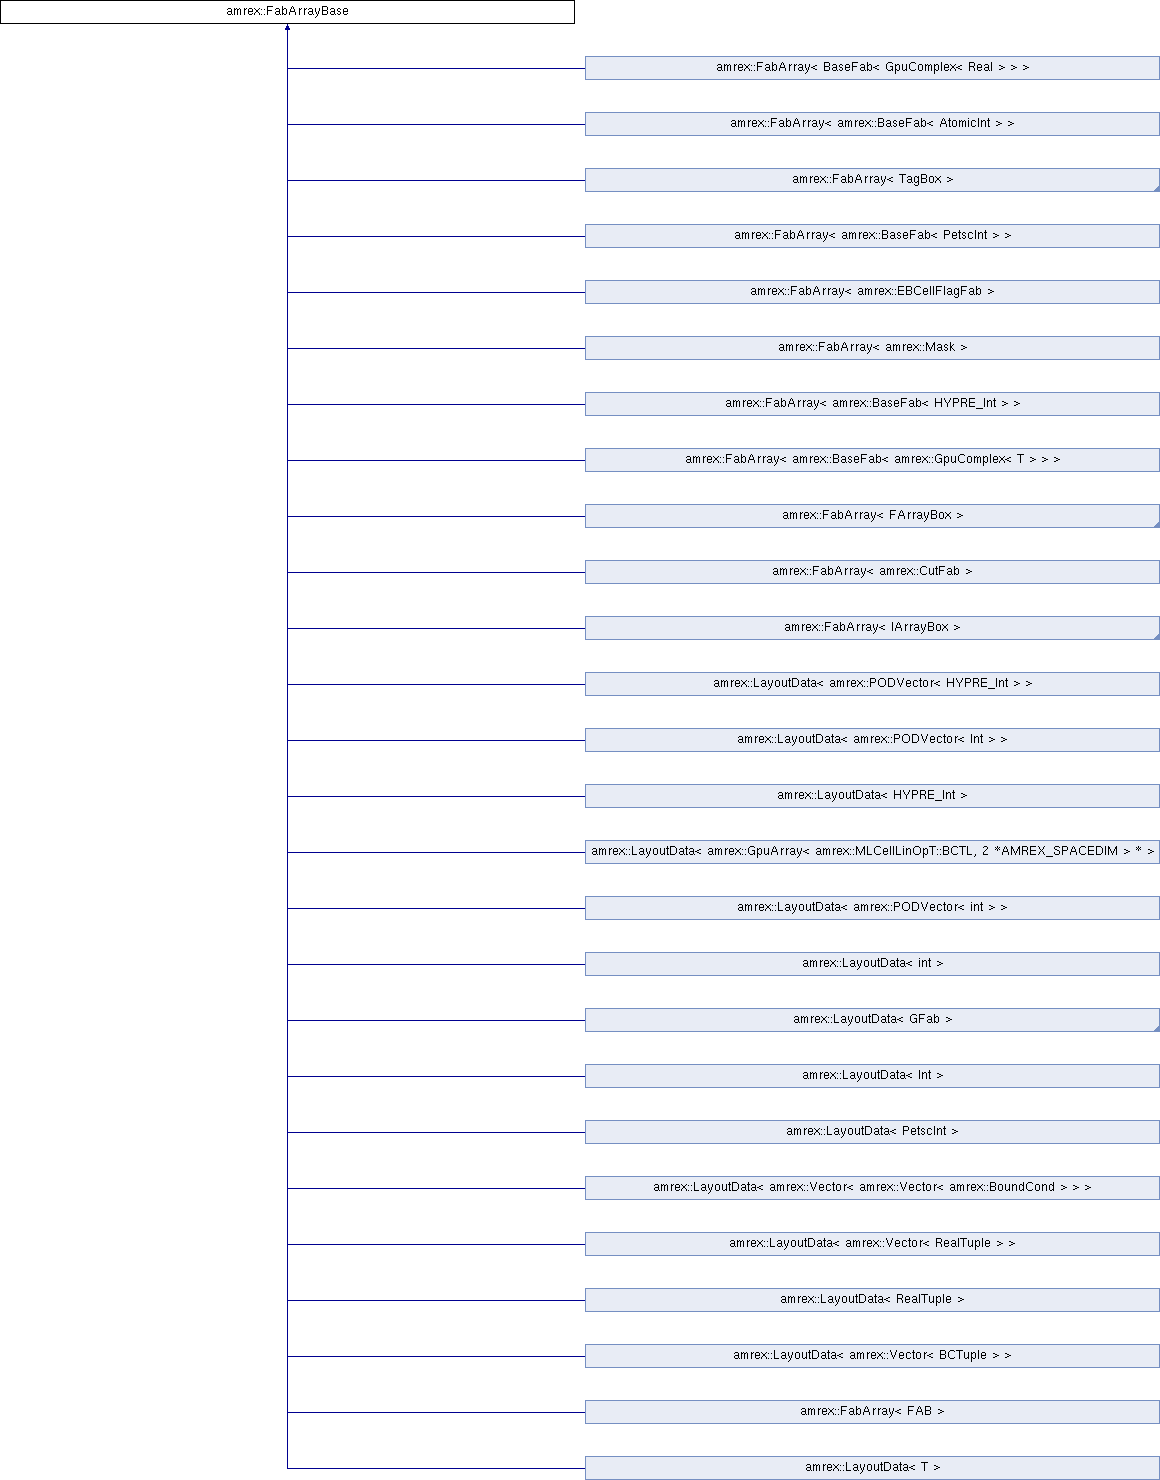 amrex::FabArrayBase
amrex::FabArray< BaseFab< GpuComplex< Real > > >
amrex::FabArray< amrex::BaseFab< AtomicInt > >
amrex::FabArray< TagBox >
amrex::FabArray< amrex::BaseFab< PetscInt > >
amrex::FabArray< amrex::EBCellFlagFab >
amrex::FabArray< amrex::Mask >
amrex::FabArray< amrex::BaseFab< HYPRE_Int > >
amrex::FabArray< amrex::BaseFab< amrex::GpuComplex< T > > >
amrex::FabArray< FArrayBox >
amrex::FabArray< amrex::CutFab >
amrex::FabArray< IArrayBox >
amrex::LayoutData< amrex::PODVector< HYPRE_Int > >
amrex::LayoutData< amrex::PODVector< Int > >
amrex::LayoutData< HYPRE_Int >
amrex::LayoutData< amrex::GpuArray< amrex::MLCellLinOpT::BCTL, 2 *AMREX_SPACEDIM > * >
amrex::LayoutData< amrex::PODVector< int > >
amrex::LayoutData< int >
amrex::LayoutData< GFab >
amrex::LayoutData< Int >
amrex::LayoutData< PetscInt >
amrex::LayoutData< amrex::Vector< amrex::Vector< amrex::BoundCond > > >
amrex::LayoutData< amrex::Vector< RealTuple > >
amrex::LayoutData< RealTuple >
amrex::LayoutData< amrex::Vector< BCTuple > >
amrex::FabArray< FAB >
amrex::LayoutData< T >